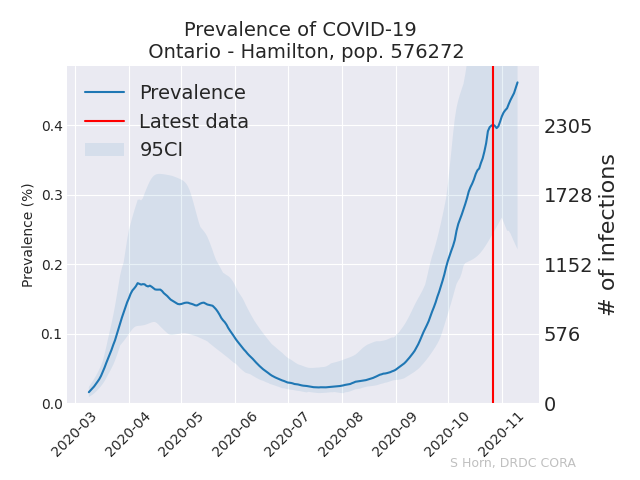 Prevalence of COVID-19
Ontario - Hamilton, pop. 576272
Prevalence
Latest data
95CI
Prevalence (%)
0.4
0.3
0.2
0.1
0.0
2305
1728
1152
576
0
# of infections
2020-03
2020-04
2020-05
2020-06
2020-07
2020-08
2020-09
2020-10
2020-11
S Horn, DRDC CORA